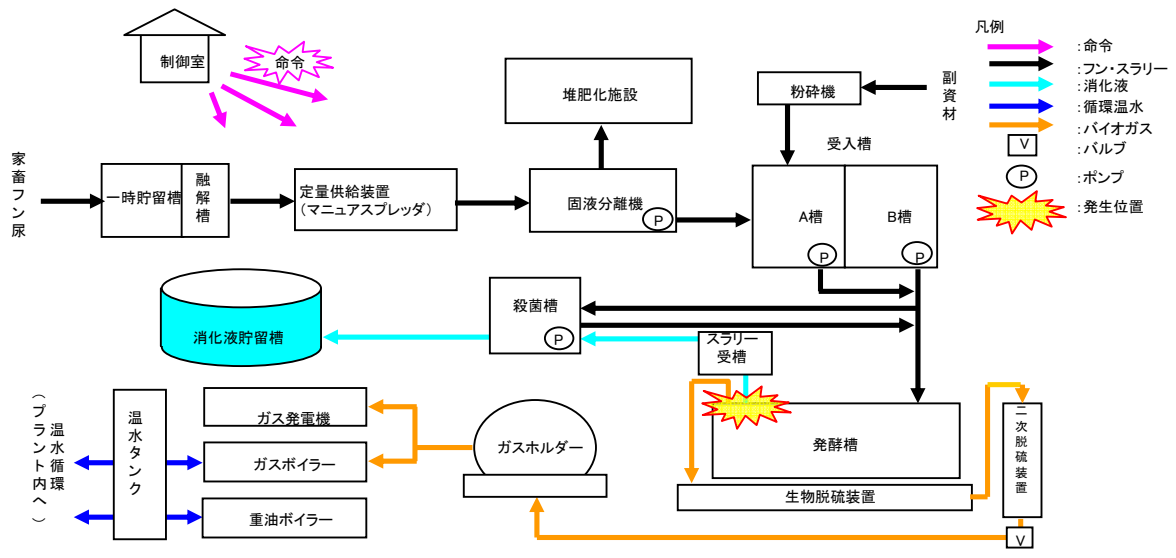 制御室
命令
凡例
:命令
:フン・スラリー
:消化液
:循環温水
:バイオガス
V
:バルブ
P
:ポンプ
:発生位置
堆肥化施設
粉砕機
副資材
受入槽
家畜フン尿
一時貯留槽
融解槽
定量供給装置
（マニュアスプレッダ）
固液分離機
P
A槽
P
B槽
P
殺菌槽
P
消化液貯留槽
スラリー
受槽
温水循環
（プラント内へ）
温水タンク
ガス発電機
ガスボイラー
重油ボイラー
ガスホルダー
発酵槽
生物脱硫装置
二次脱硫装置
V